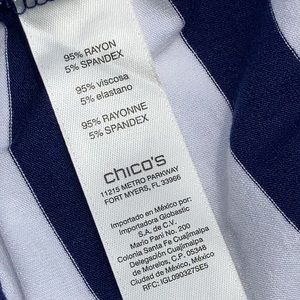 95% RAYON
5% SPANDEX
95% viscosa
5% elastano
95% RAYONNE
5% SPANDEX
chico's
11215 METRO PARKWAY
FORT MYERS, FL 33966
Importado en México por:
Importadora Globastic
S.A. de C.V.
Mario Pani No. 200
Colonia Santa Fe Cuajimalpa
Delegación Cuajimalpa
de Morelos, C.P. 05348
Ciudad de México, México
RFC: IGL090327SE5